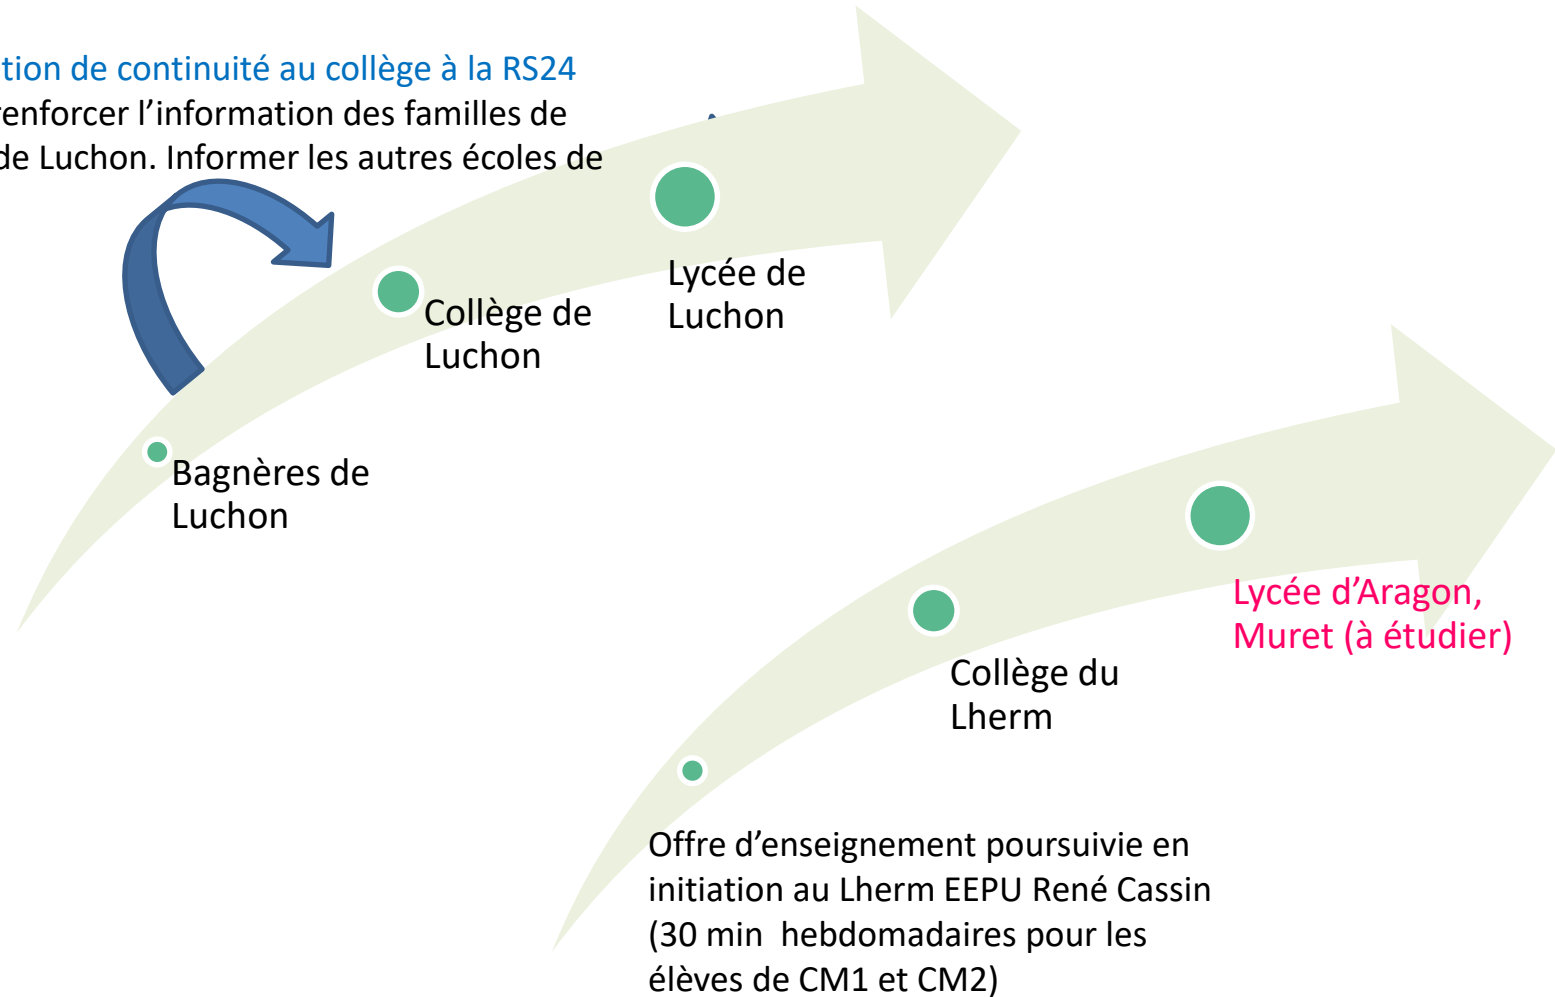 tion de continuité au collège à la RS24
renforcer l’information des familles de
de Luchon. Informer les autres écoles de
Lycée de
Luchon
Collège de
Luchon
Bagnères de
Luchon
Lycée d’Aragon,
Muret (à étudier)
Collège du
Lherm
Offre d’enseignement poursuivie en
initiation au Lherm EEPU René Cassin
(30 min  hebdomadaires pour les
élèves de CM1 et CM2)